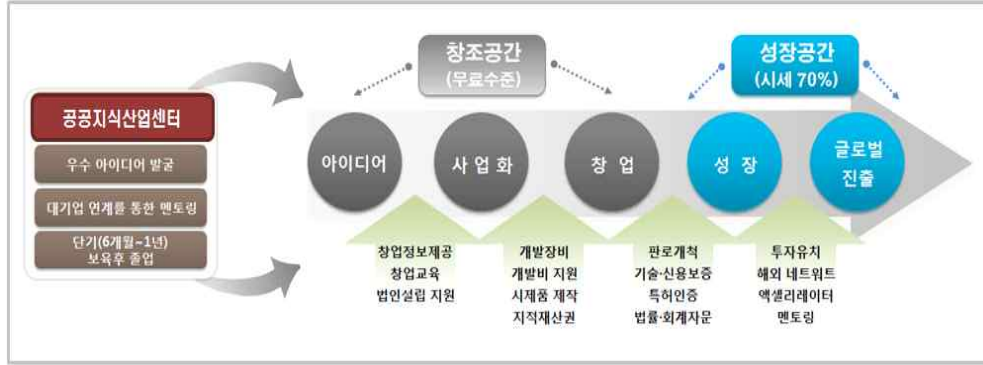 창조공간
(무료수준)
성장공간
(시세 70%)
공공지식산업센터
우수 아이디어 발굴
대기업 연계를 통한 멘토링
단기(6개월~1년)
보육후 졸업
아이디어
사 업 화
창 업
성 장
글로벌
진출
창업정보제공
창업교육
법인설립 지원
개발장비
개발비 지원
시제품 제작
지적재산권
판로개척
기술·신용보증
특허인증
법률·회계자문
투자유치
해외 네트워트
액셀리레이터
멘토링